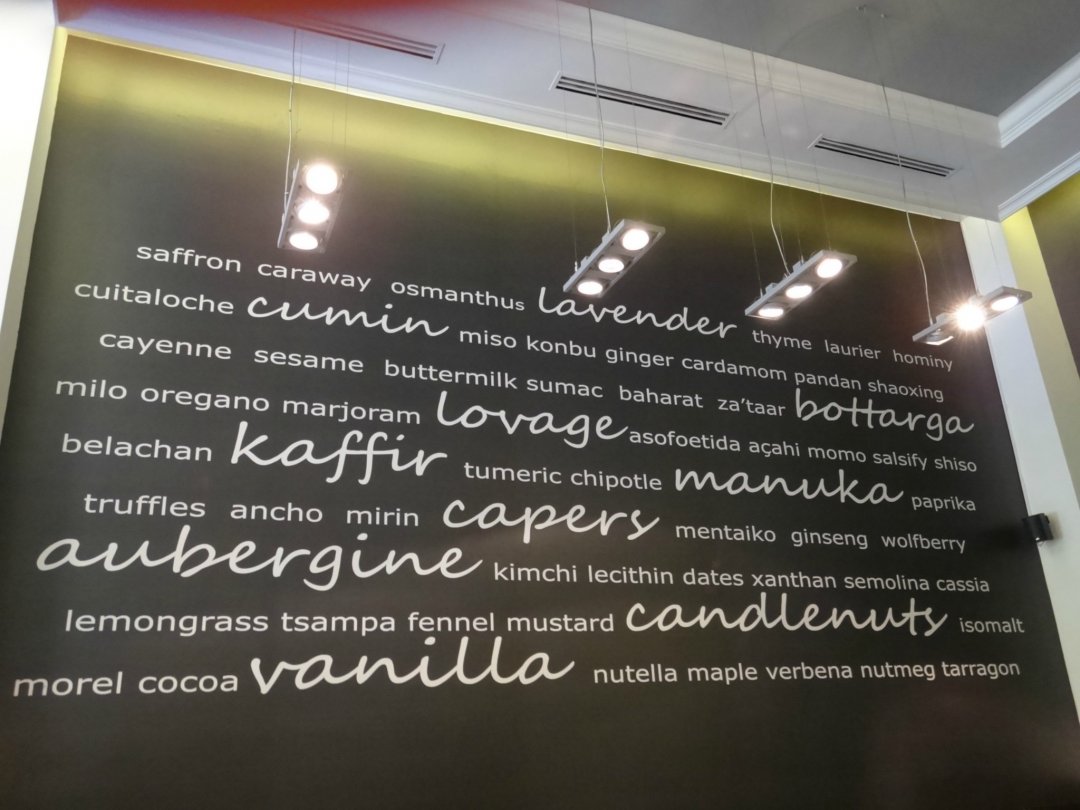 saffron caraway osmanthus lavender thyme laurier hominy
cuitaloche cumin miso konbu ginger cardamom pandan shaoxing
cayenne sesame buttermilk sumac baharat za'taar bottarga
milo oregano marjoram lovage asofoetida açahi momo salsify shiso
belachan kaffir tumeric chipotle manuka paprika
truffles ancho mirin capers mentaiko ginseng wolfberry
aubergine kimchi lecithin dates xanthan semolina cassia
lemongrass tsampa fennel mustard candlenuts isomalt
morel cocoa vanilla nutella maple verbena nutmeg tarragon